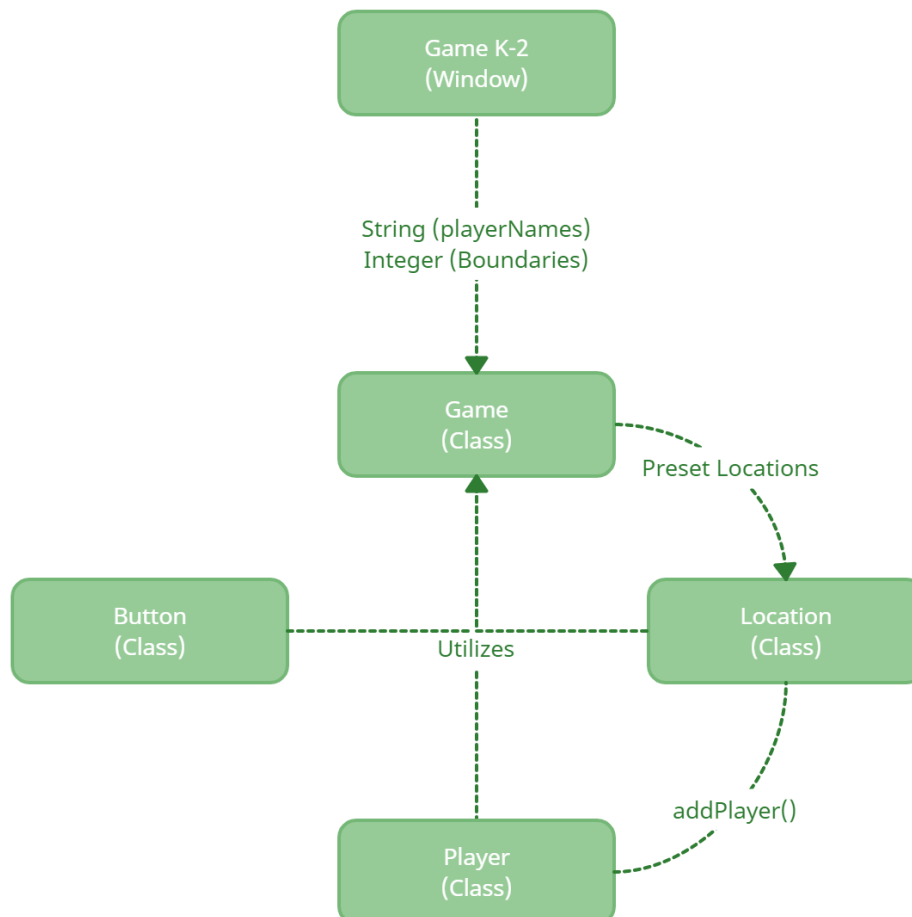 Game K-2
(Window)
String (playerNames)
Integer (Boundaries)
Game
(Class)
Preset Locations
Button
(Class)
Location
(Class)
Utilizes
addPlayer()
Player
(Class)